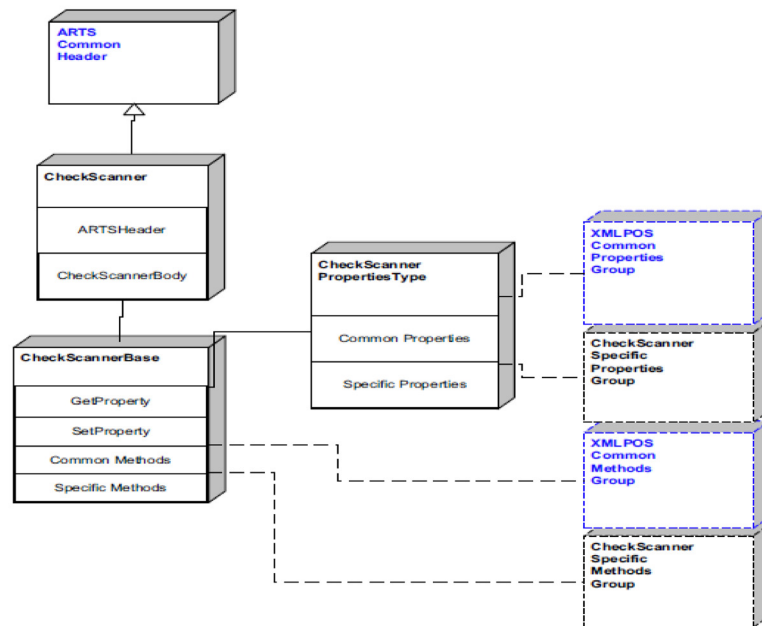 ARTS
Common
Header
CheckScanner
ARTSHeader
CheckScannerBody
CheckScanner
PropertiesType
Common Properties
Specific Properties
XMLPOS
Common
Properties
Group
CheckScanner
Specific
Properties
Group
CheckScannerBase
GetProperty
SetProperty
Common Methods
Specific Methods
XMLPOS
Common
Methods
Group
CheckScanner
Specific
Methods
Group